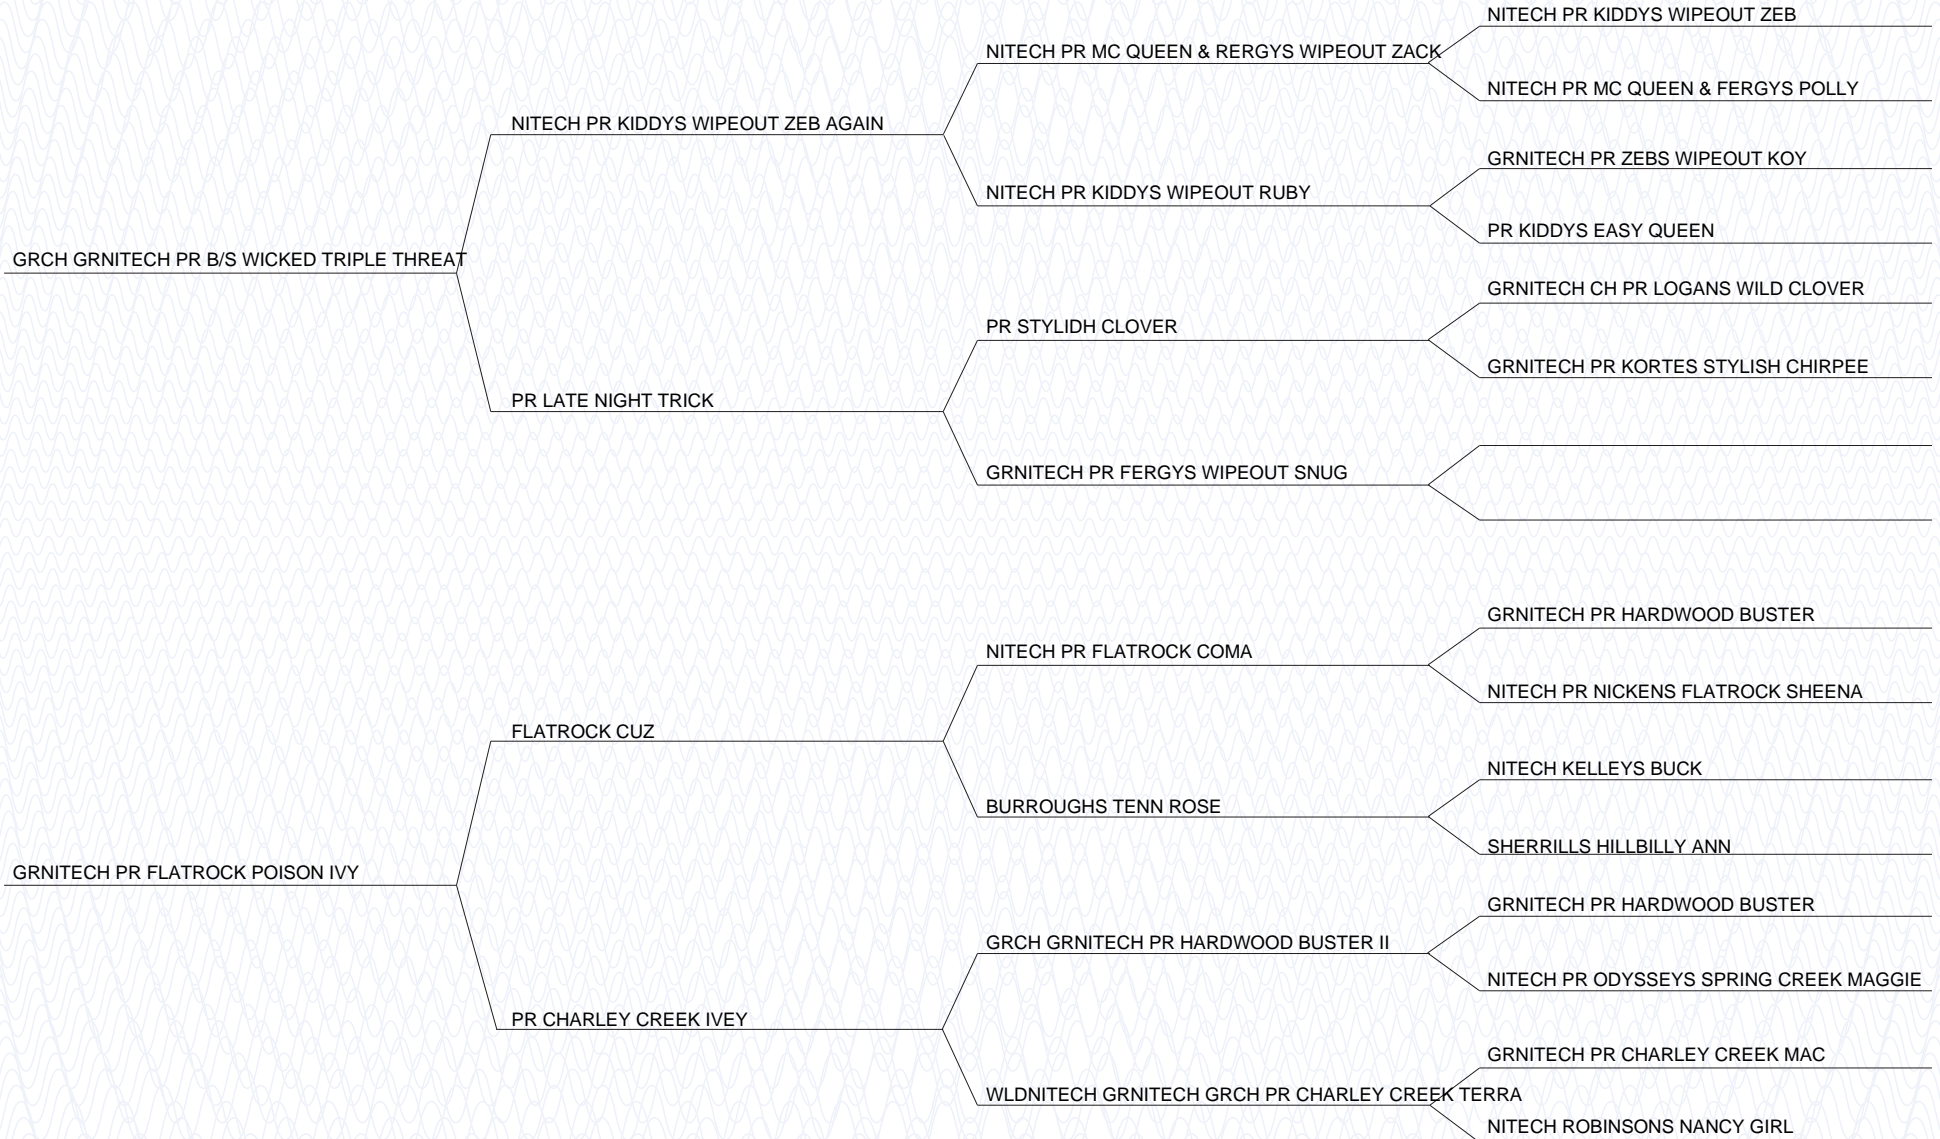 NITECH PR KIDDYS WIPEOUT ZEB
NITECH PR MC QUEEN & RERGYS WIPEOUT ZACK
NITECH PR MC QUEEN & FERGYS POLLY
NITECH PR KIDDYS WIPEOUT ZEB AGAIN
GRNITECH PR ZEBS WIPEOUT KOY
NITECH PR KIDDYS WIPEOUT RUBY
PR KIDDYS EASY QUEEN
GRCH GRNITECH PR B/S WICKED TRIPLE THREAT
GRNITECH CH PR LOGANS WILD CLOVER
PR STYLIDH CLOVER
GRNITECH PR KORTES STYLISH CHIRPEE
PR LATE NIGHT TRICK
GRNITECH PR FERGYS WIPEOUT SNUG
GRNITECH PR HARDWOOD BUSTER
NITECH PR FLATROCK COMA
NITECH PR NICKENS FLATROCK SHEENA
FLATROCK CUZ
NITECH KELLEYS BUCK
BURROUGHS TENN ROSE
SHERRILLS HILLBILLY ANN
GRNITECH PR FLATROCK POISON IVY
GRNITECH PR HARDWOOD BUSTER
GRCH GRNITECH PR HARDWOOD BUSTER II
NITECH PR ODYSSEYS SPRING CREEK MAGGIE
PR CHARLEY CREEK IVEY
GRNITECH PR CHARLEY CREEK MAC
WLDNITECH GRNITECH GRCH PR CHARLEY CREEK TERRA
NITECH ROBINSONS NANCY GIRL